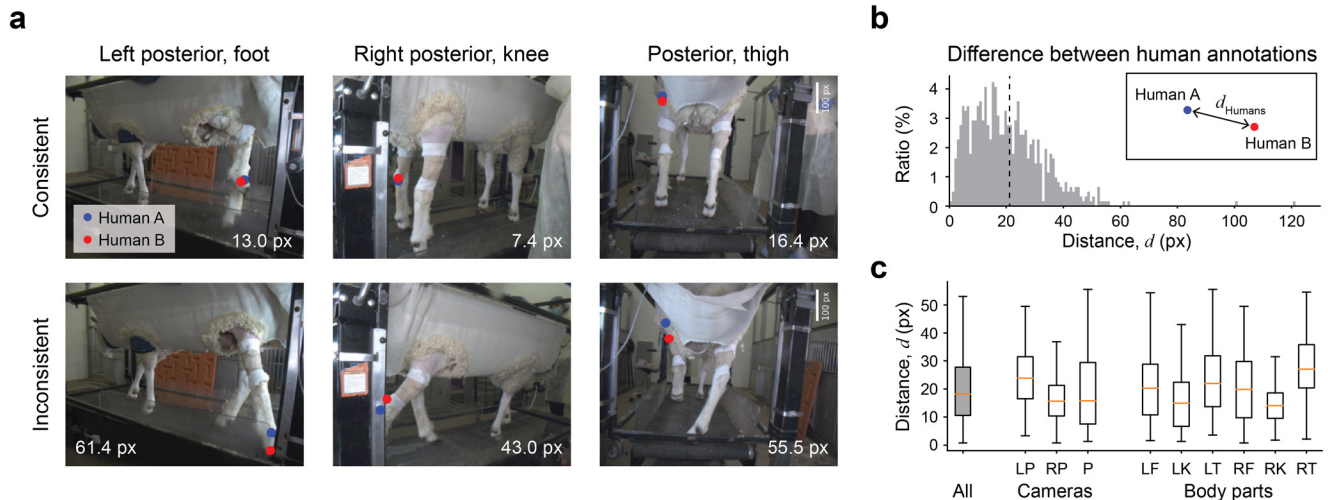 a
Left posterior, foot
Right posterior, knee
Posterior, thigh
Consistent
Human A
Human B
13.0 px
7.4 px
100 px
16.4 px
Inconsistent
61.4 px
43.0 px
100 px
55.5 px
b
Difference between human annotations
Ratio (%)
4
3
2
1
0
0 20 40 60 80 100 120
Distance, d (px)
Human A
dHumans
Human B
c
Distance, d (px)
50
40
30
20
10
0
LP RP P LF LK LT RF RK RT
All Cameras Body parts